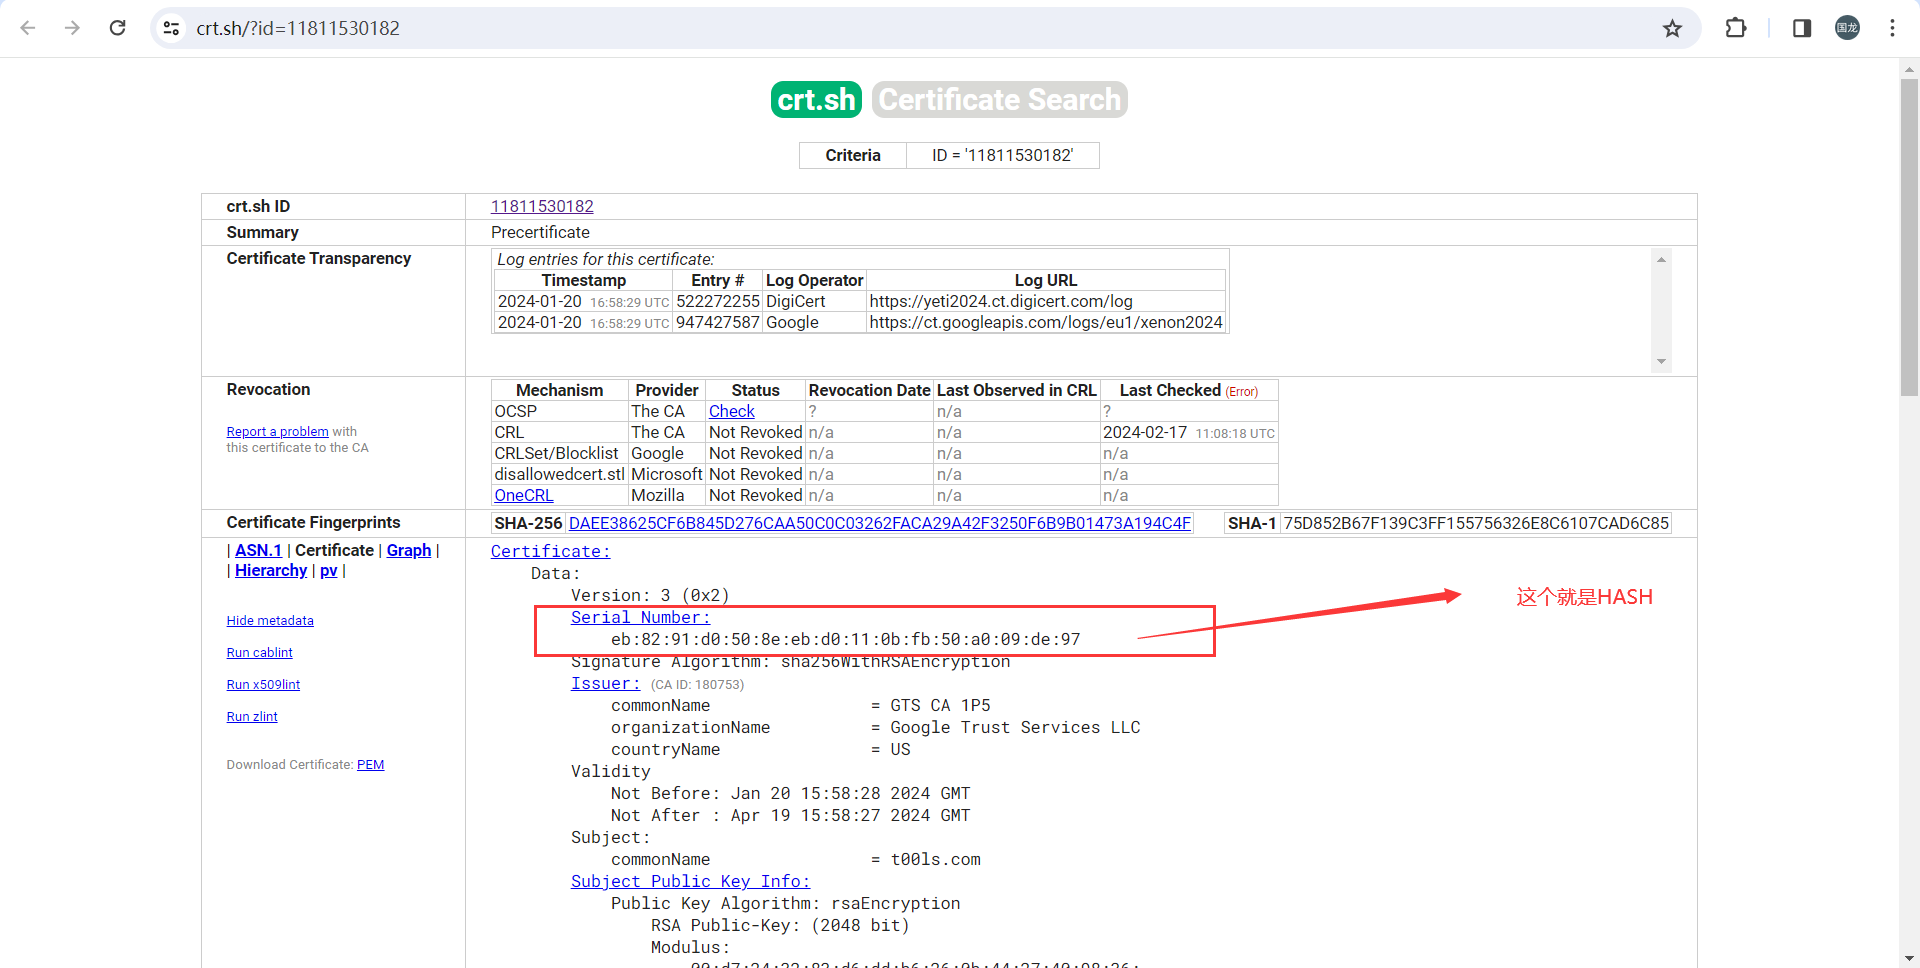 crt.sh/?id=11811530182
国龙
crt.sh Certificate Search
Criteria ID = '11811530182'
crt.sh ID 11811530182
Summary Precertificate
Certificate Transparency
Log entries for this certificate:
Timestamp Entry # Log Operator Log URL
2024-01-20 16:58:29 UTC 522272255 DigiCert https://yeti2024.ct.digicert.com/log
2024-01-20 16:58:29 UTC 947427587 Google https://ct.googleapis.com/logs/eu1/xenon2024
Revocation
Report a problem with
this certificate to the CA
Mechanism Provider Status Revocation Date Last Observed in CRL Last Checked (Error)
OCSP The CA Check ? n/a ?
CRL The CA Not Revoked n/a n/a 2024-02-17 11:08:18 UTC
CRLSet/Blocklist Google Not Revoked n/a n/a n/a
disallowedcert.stl Microsoft Not Revoked n/a n/a n/a
OneCRL Mozilla Not Revoked n/a n/a n/a
Certificate Fingerprints SHA-256 DAEE38625CF6B845D276CAA50C0C03262FACA29A42F3250F6B9B01473A194C4F SHA-1 75D852B67F139C3FF155756326E8C6107CAD6C85
| ASN.1 | Certificate | Graph |
| Hierarchy | pv |
Hide metadata
Run cablint
Run x509lint
Run zlint
Download Certificate: PEM
Certificate:
Data:
Version: 3 (0x2)
Serial Number:
eb:82:91:d0:50:8e:eb:d0:11:0b:fb:50:a0:09:de:97
这个就是HASH
Signature Algorithm: sha256WithRSAEncryption
Issuer: (CA ID: 180753)
commonName = GTS CA 1P5
organizationName = Google Trust Services LLC
countryName = US
Validity
Not Before: Jan 20 15:58:28 2024 GMT
Not After : Apr 19 15:58:27 2024 GMT
Subject:
commonName = t00ls.com
Subject Public Key Info:
Public Key Algorithm: rsaEncryption
RSA Public-Key: (2048 bit)
Modulus: